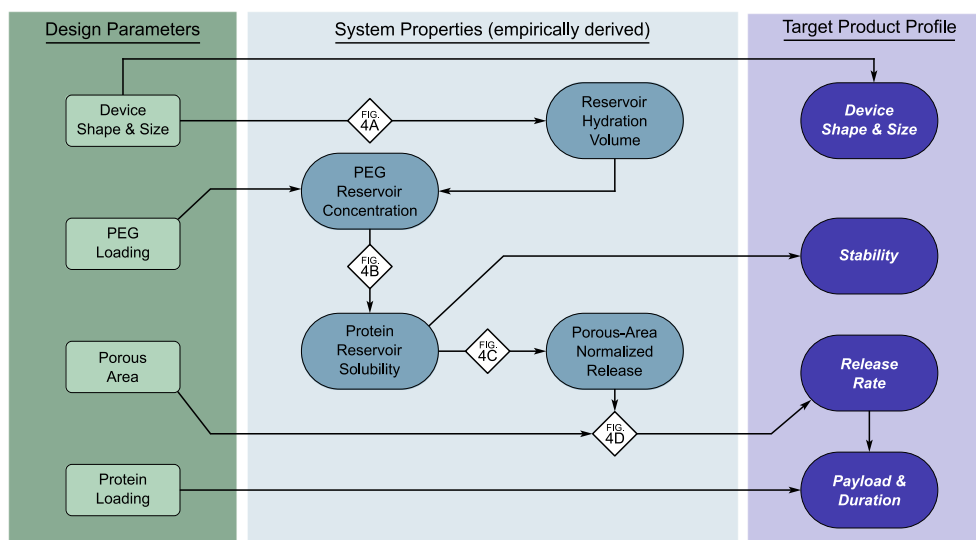 Design Parameters
System Properties (empirically derived)
Target Product Profile
Device
Shape & Size
FIG.
4A
Reservoir
Hydration
Volume
Device
Shape & Size
PEG
Reservoir
Concentration
PEG
Loading
FIG.
4B
Stability
Protein
Reservoir
Solubility
FIG.
4C
Porous-Area
Normalized
Release
Porous
Area
Release
Rate
FIG.
4D
Protein
Loading
Payload &
Duration